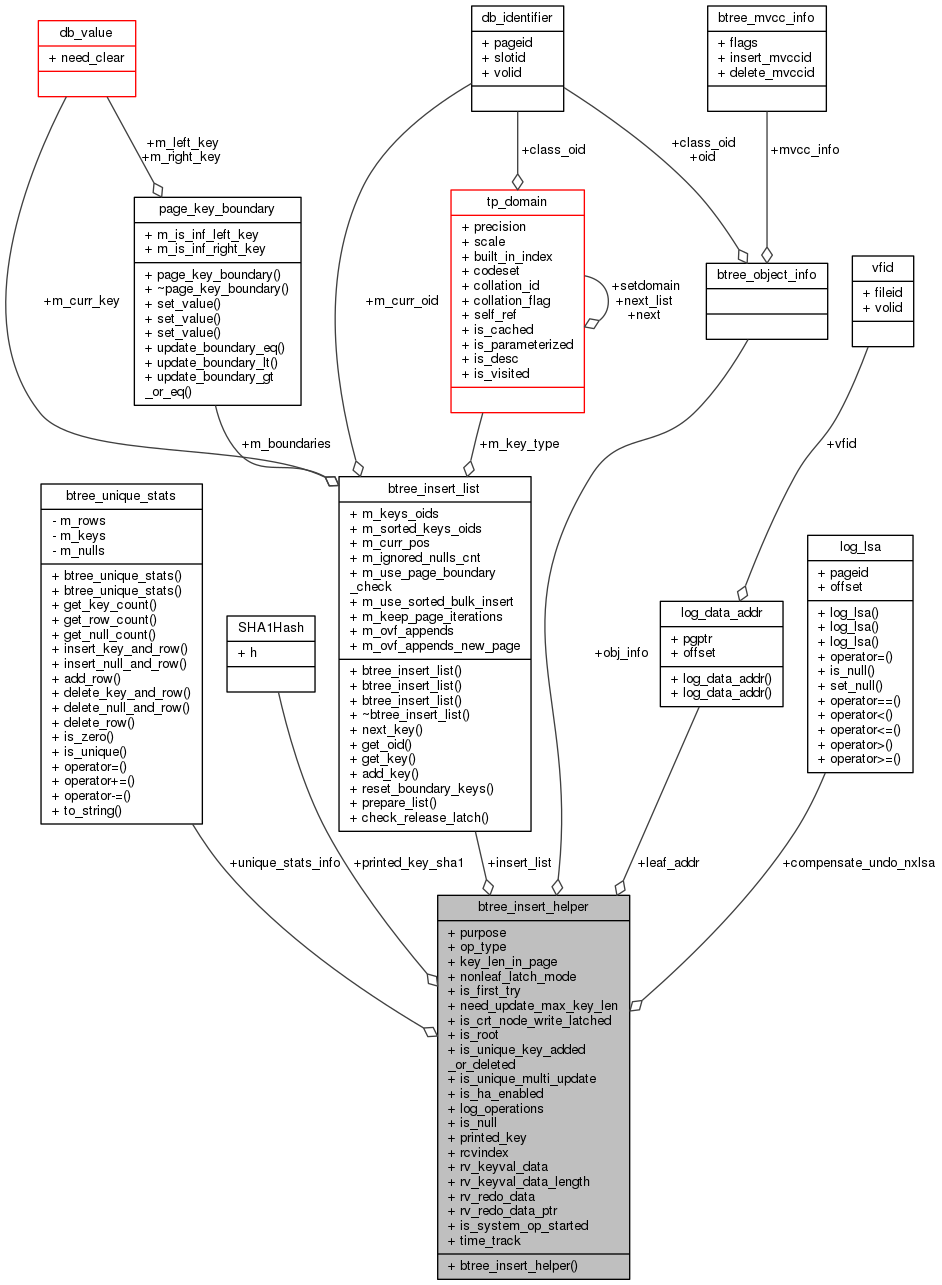 db_value
+ need_clear
db_identifier
+ pageid
+ slotid
+ volid
btree_mvcc_info
+ flags
+ insert_mvccid
+ delete_mvccid
+m_left_key
+m_right_key
+class_oid
+class_oid
+oid
+mvcc_info
page_key_boundary
+ m_is_inf_left_key
+ m_is_inf_right_key
+ page_key_boundary()
+ ~page_key_boundary()
+ set_value()
+ set_value()
+ set_value()
+ update_boundary_eq()
+ update_boundary_lt()
+ update_boundary_gt
_or_eq()
tp_domain
+ precision
+ scale
+ built_in_index
+ codeset
+ collation_id
+ collation_flag
+ self_ref
+ is_cached
+ is_parameterized
+ is_desc
+ is_visited
+setdomain
+next_list
+next
btree_object_info
vfid
+ fileid
+ volid
+m_curr_key
+m_curr_oid
+m_boundaries
+m_key_type
+vfid
btree_unique_stats
- m_rows
- m_keys
- m_nulls
+ btree_unique_stats()
+ btree_unique_stats()
+ get_key_count()
+ get_row_count()
+ get_null_count()
+ insert_key_and_row()
+ insert_null_and_row()
+ add_row()
+ delete_key_and_row()
+ delete_null_and_row()
+ delete_row()
+ is_zero()
+ is_unique()
+ operator=()
+ operator+=()
+ operator-=()
+ to_string()
SHA1Hash
+ h
btree_insert_list
+ m_keys_oids
+ m_sorted_keys_oids
+ m_curr_pos
+ m_ignored_nulls_cnt
+ m_use_page_boundary
_check
+ m_use_sorted_bulk_insert
+ m_keep_page_iterations
+ m_ovf_appends
+ m_ovf_appends_new_page
+ btree_insert_list()
+ btree_insert_list()
+ btree_insert_list()
+ ~btree_insert_list()
+ next_key()
+ get_oid()
+ get_key()
+ add_key()
+ reset_boundary_keys()
+ prepare_list()
+ check_release_latch()
+obj_info
log_data_addr
+ pgptr
+ offset
+ log_data_addr()
+ log_data_addr()
log_lsa
+ pageid
+ offset
+ log_lsa()
+ log_lsa()
+ log_lsa()
+ operator=()
+ is_null()
+ set_null()
+ operator==()
+ operator<()
+ operator<=()
+ operator>()
+ operator>=()
+unique_stats_info
+printed_key_sha1
+insert_list
+leaf_addr
+compensate_undo_nxlsa
btree_insert_helper
+ purpose
+ op_type
+ key_len_in_page
+ nonleaf_latch_mode
+ is_first_try
+ need_update_max_key_len
+ is_crt_node_write_latched
+ is_root
+ is_unique_key_added
_or_deleted
+ is_unique_multi_update
+ is_ha_enabled
+ log_operations
+ is_null
+ printed_key
+ rcvindex
+ rv_keyval_data
+ rv_keyval_data_length
+ rv_redo_data
+ rv_redo_data_ptr
+ is_system_op_started
+ time_track
+ btree_insert_helper()